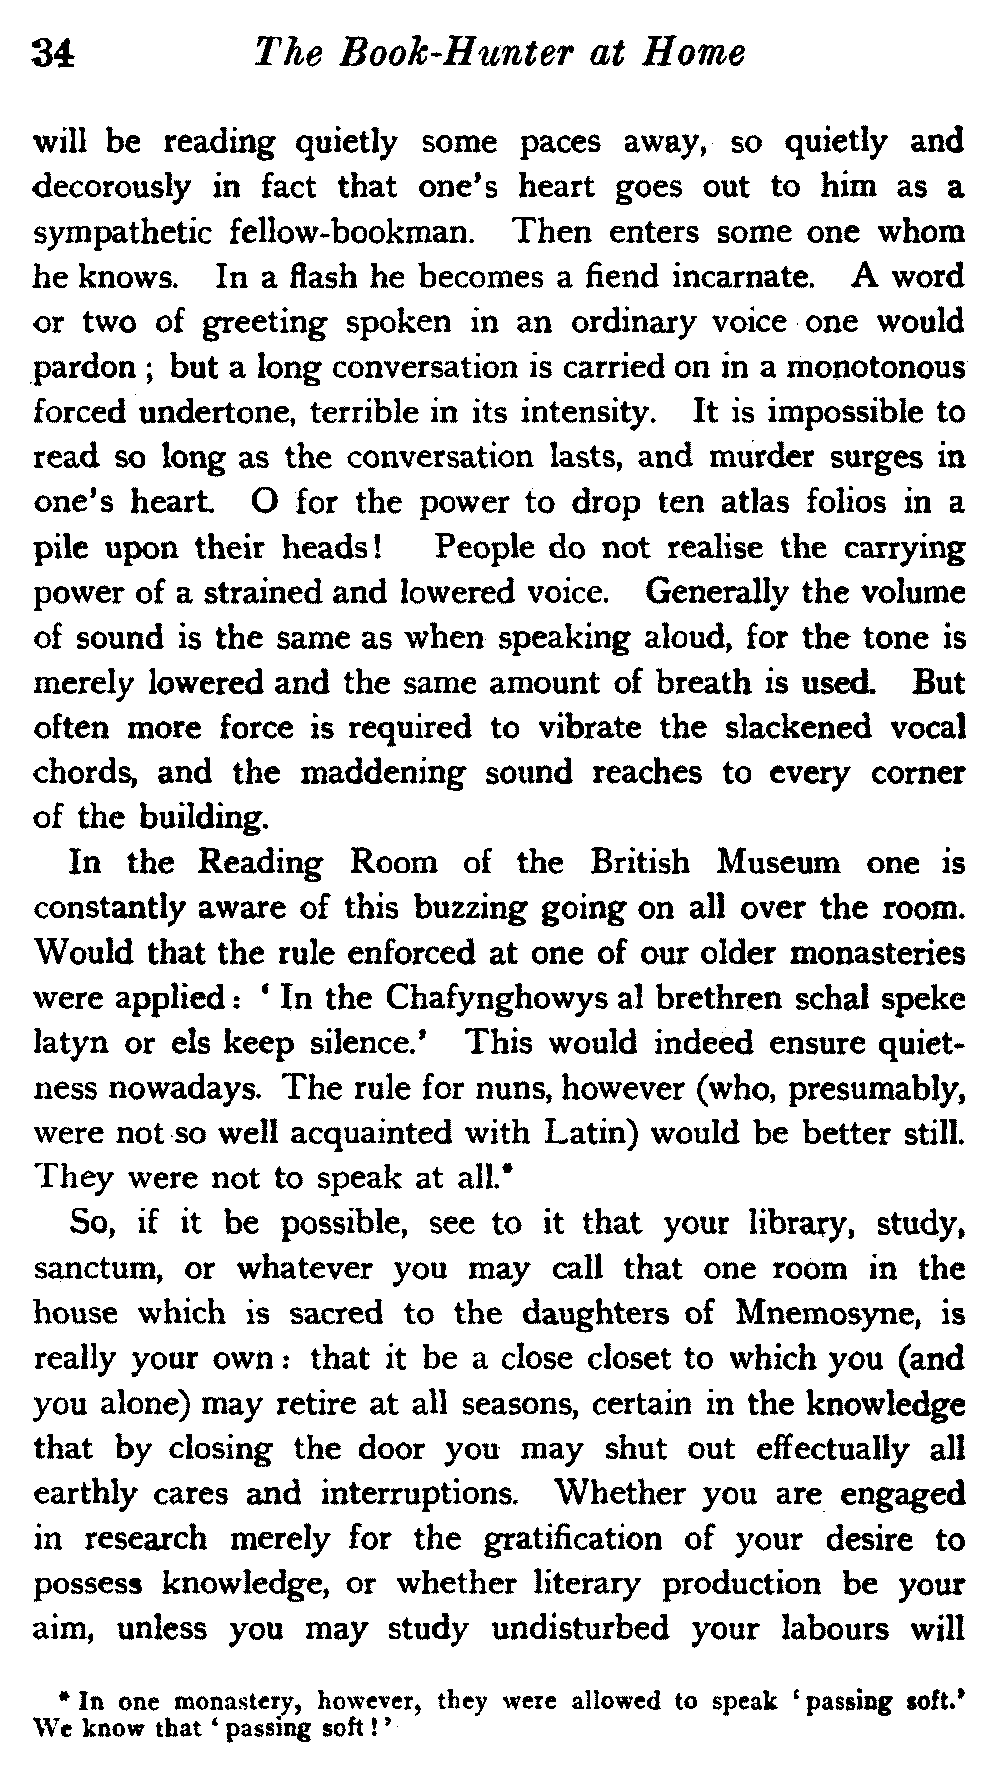 34 The Book-Hunter at Home
will be reading quietly some paces away, so quietly and
decorously in fact that one's heart goes out to him as a
sympathetic fellow-bookman. Then enters some one whom
he knows. In a flash he becomes a fiend incarnate. A word
or two of greeting spoken in an ordinary voice one would
pardon ; but a long conversation is carried on in a monotonous
forced undertone, terrible in its intensity. It is impossible to
read so long as the conversation lasts, and murder surges in
one's heart. O for the power to drop ten atlas folios in a
pile upon their heads! People do not realise the carrying
power of a strained and lowered voice. Generally the volume
of sound is the same as when speaking aloud, for the tone is
merely lowered and the same amount of breath is used. But
often more force is required to vibrate the slackened vocal
chords, and the maddening sound reaches to every corner
of the building.
In the Reading Room of the British Museum one is
constantly aware of this buzzing going on all over the room.
Would that the rule enforced at one of our older monasteries
were applied : ‘ In the Chafynghowys al brethren schal speke
latyn or els keep silence.’ This would indeed ensure quiet-
ness nowadays. The rule for nuns, however (who, presumably,
were not so well acquainted with Latin) would be better still.
They were not to speak at all.*
So, if it be possible, see to it that your library, study,
sanctum, or whatever you may call that one room in the
house which is sacred to the daughters of Mnemosyne, is
really your own : that it be a close closet to which you (and
you alone) may retire at all seasons, certain in the knowledge
that by closing the door you may shut out effectually all
earthly cares and interruptions. Whether you are engaged
in research merely for the gratification of your desire to
possess knowledge, or whether literary production be your
aim, unless you may study undisturbed your labours will
* In one monastery, however, they were allowed to speak ‘ passing soft.’
We know that ‘ passing soft ! ’